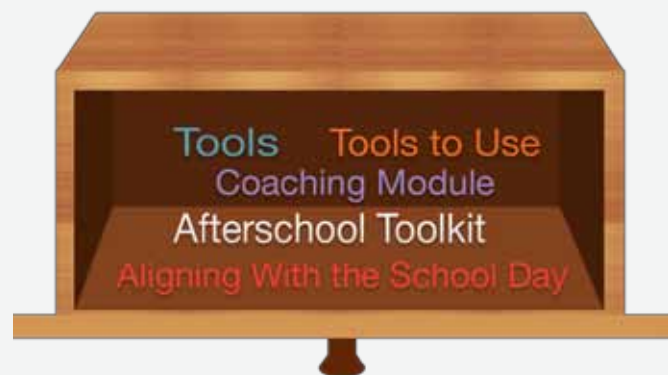 Tools Tools to Use
Coaching Module
Afterschool Toolkit
Aligning With the School Day